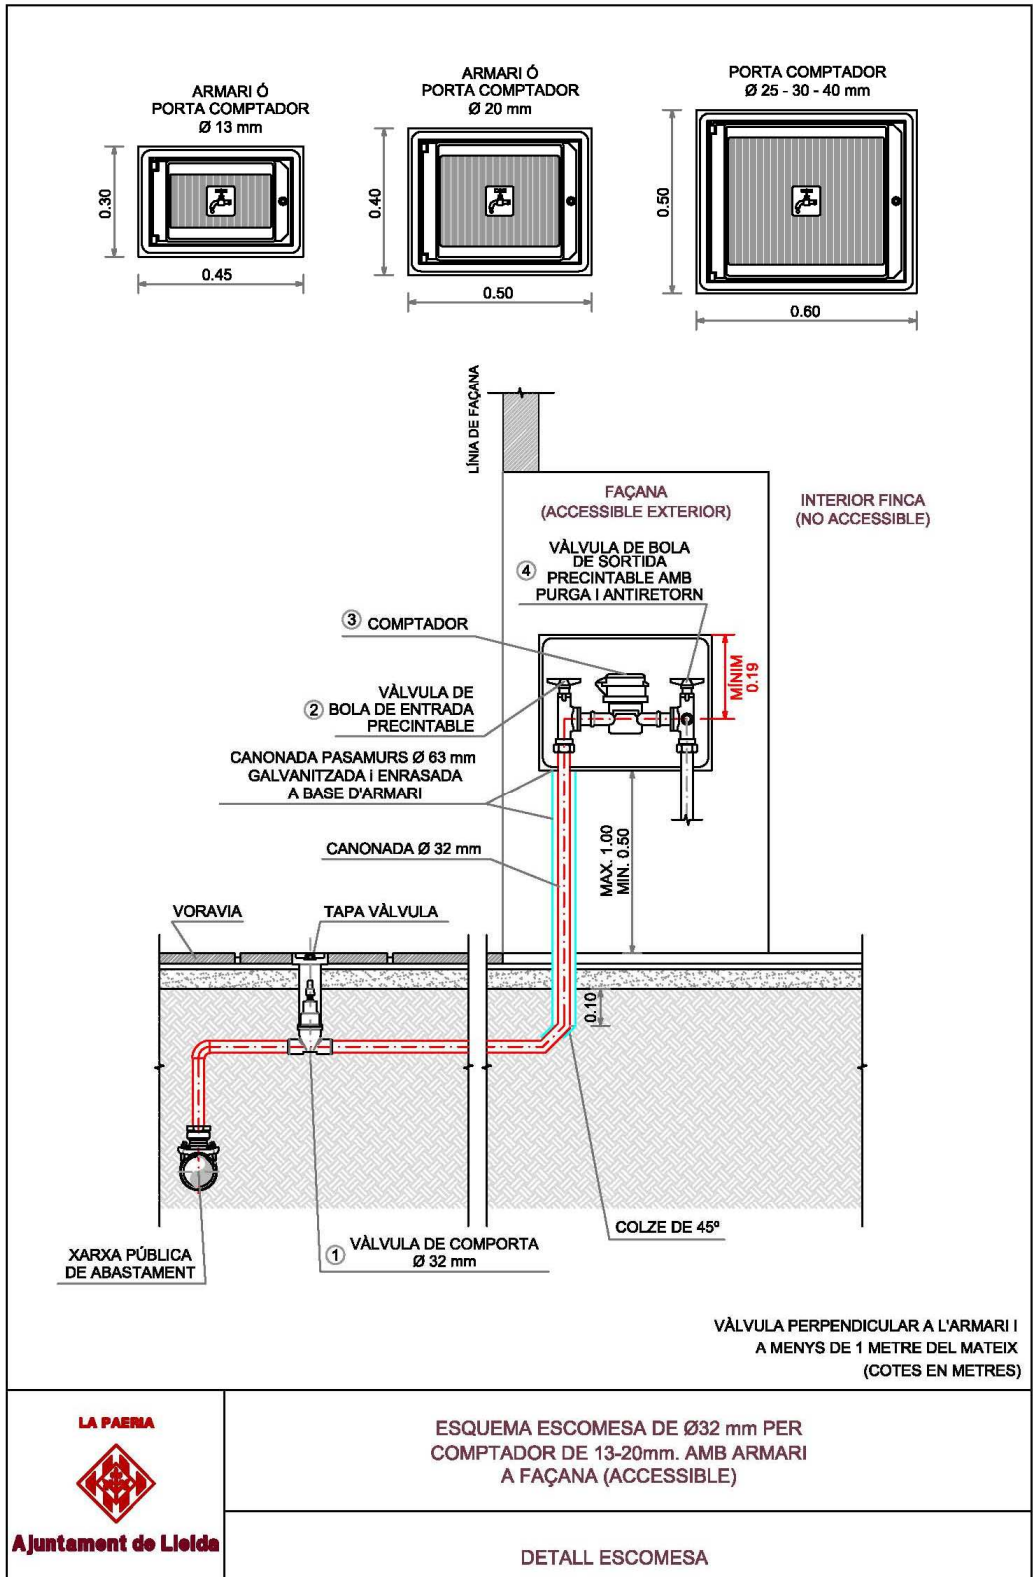 ARMARI Ó
PORTA COMPTADOR
Ø 13 mm
ARMARI Ó
PORTA COMPTADOR
Ø 20 mm
PORTA COMPTADOR
Ø 25 - 30 - 40 mm
0.30
0.45
0.40
0.50
0.50
0.60
LÍNIA DE FAÇANA
FAÇANA
(ACCESSIBLE EXTERIOR)
INTERIOR FINCA
(NO ACCESSIBLE)
4
VÀLVULA DE BOLA
DE SORTIDA
PRECINTABLE AMB
PURGA I ANTIRETORN
3 COMPTADOR
MÍNIM
0.19
2
VÀLVULA DE
BOLA DE ENTRADA
PRECINTABLE
CANONADA PASAMURS Ø 63 mm
GALVANITZADA i ENRASADA
A BASE D'ARMARI
CANONADA Ø 32 mm
MAX. 1.00
MIN. 0.50
VORAVIA
TAPA VÀLVULA
0.10
COLZE DE 45º
1
VÀLVULA DE COMPORTA
Ø 32 mm
XARXA PÚBLICA
DE ABASTAMENT
VÀLVULA PERPENDICULAR A L'ARMARI I
A MENYS DE 1 METRE DEL MATEIX
(COTES EN METRES)
LA PAERIA
Ajuntament de Lleida
ESQUEMA ESCOMESA DE Ø32 mm PER
COMPTADOR DE 13-20mm. AMB ARMARI
A FAÇANA (ACCESSIBLE)
DETALL ESCOMESA